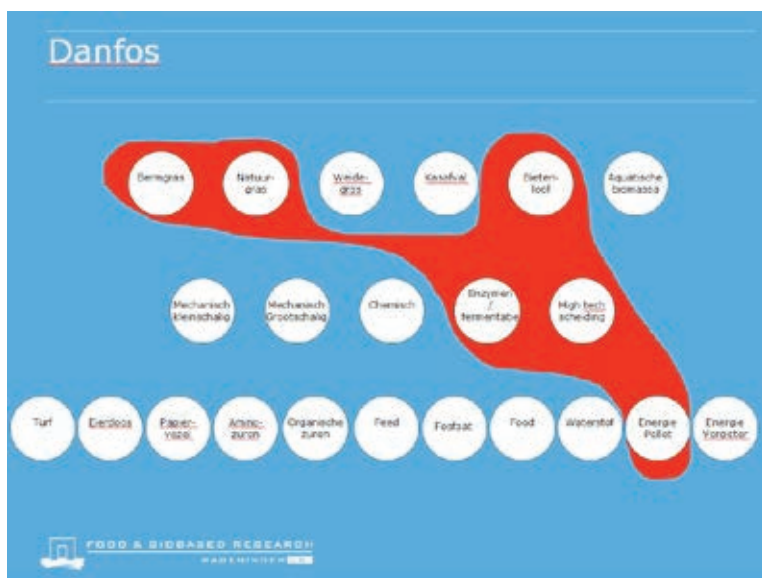 Danfos
Bermgras
Natuur-
gras
Weide-
gras
Kasafval
Bieten-
loof
Aquatische
biomassa
Mechanisch
kleinschalig
Mechanisch
Grootschalig
Chemisch
Enzymen
/
fermentatie
High tech
scheiding
Turf
Eierdoos
Papier-
vezel
Amino-
zuren
Organische
zuren
Feed
Fosfaat
Food
Waterstof
Energie
Pellet
Energie
Vergister
FOOD & BIOBASED RESEARCH
WAGENINGEN UR